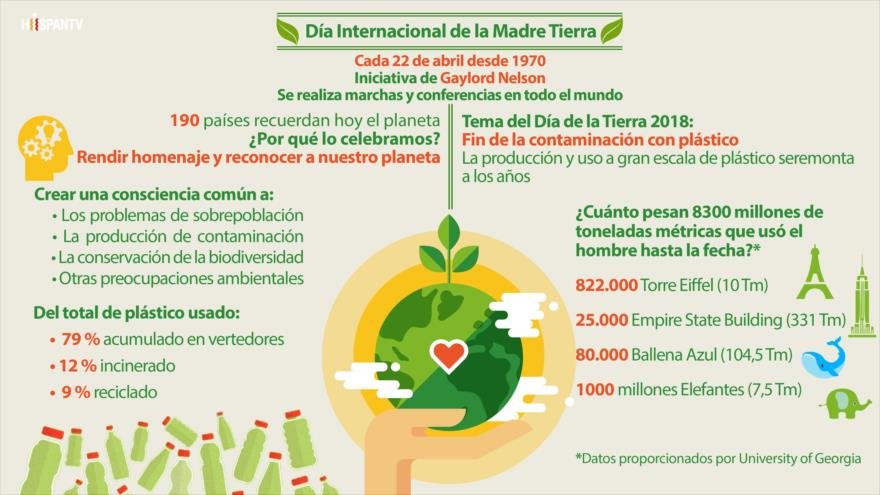 HISPANTV
Día Internacional de la Madre Tierra
Cada 22 de abril desde 1970
Iniciativa de Gaylord Nelson
Se realiza marchas y conferencias en todo el mundo
190 países recuerdan hoy el planeta
¿Por qué lo celebramos?
Rendir homenaje y reconocer a nuestro planeta
Crear una consciencia común a:
• Los problemas de sobrepoblación
• La producción de contaminación
• La conservación de la biodiversidad
• Otras preocupaciones ambientales
Del total de plástico usado:
• 79 % acumulado en vertedores
• 12 % incinerado
• 9 % reciclado
Tema del Día de la Tierra 2018:
Fin de la contaminación con plástico
La producción y uso a gran escala de plástico seremonta
a los años
¿Cuánto pesan 8300 millones de
toneladas métricas que usó el
hombre hasta la fecha?*
822.000 Torre Eiffel (10 Tm)
25.000 Empire State Building (331 Tm)
80.000 Ballena Azul (104,5 Tm)
1000 millones Elefantes (7,5 Tm)
*Datos proporcionados por University of Georgia